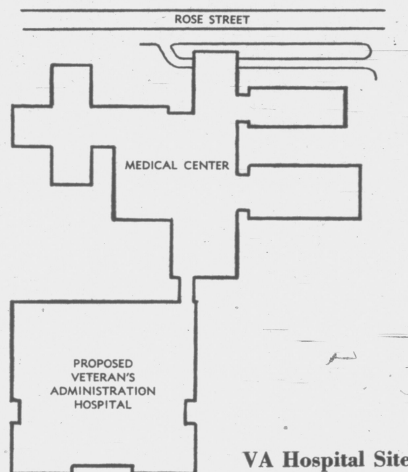 ROSE STREET
MEDICAL CENTER
PROPOSED
VETERAN'S
ADMINISTRATION
HOSPITAL
VA Hospital Site